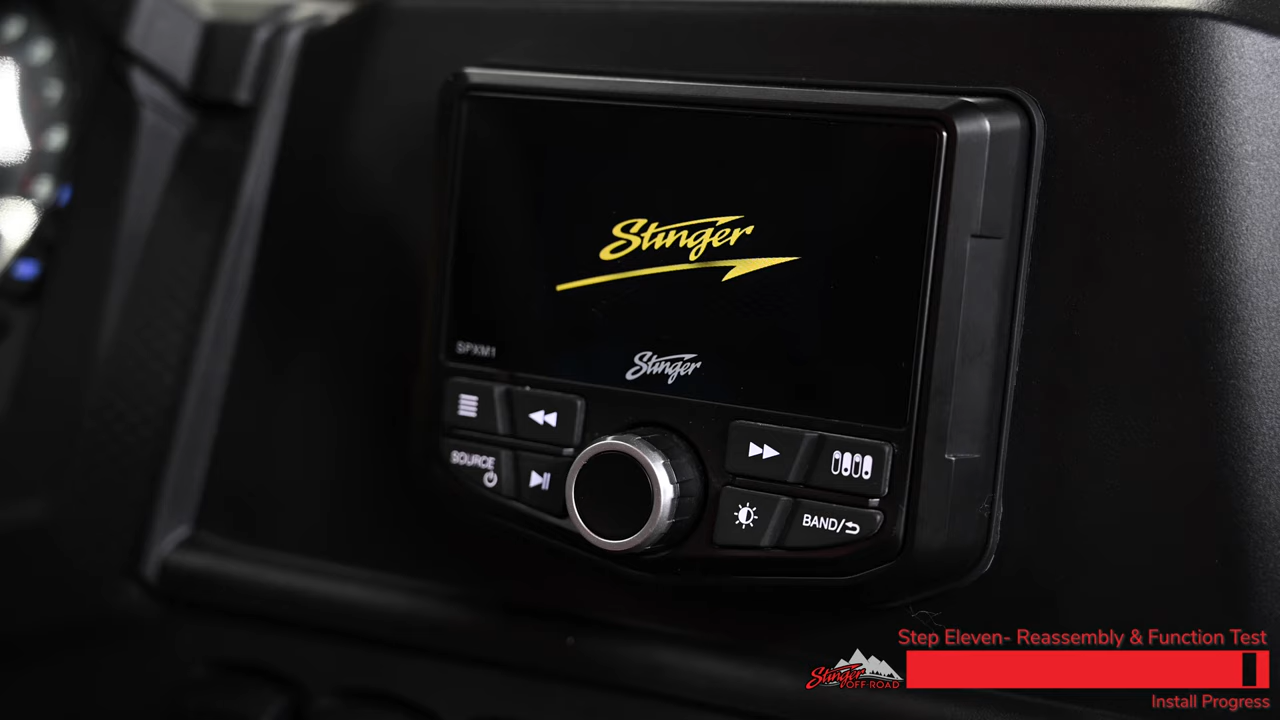 Stinger
SPXM1
Stinger
SOURCE
BAND/
Step Eleven- Reassembly & Function Test
Stinger
OFF ROAD
Install Progress